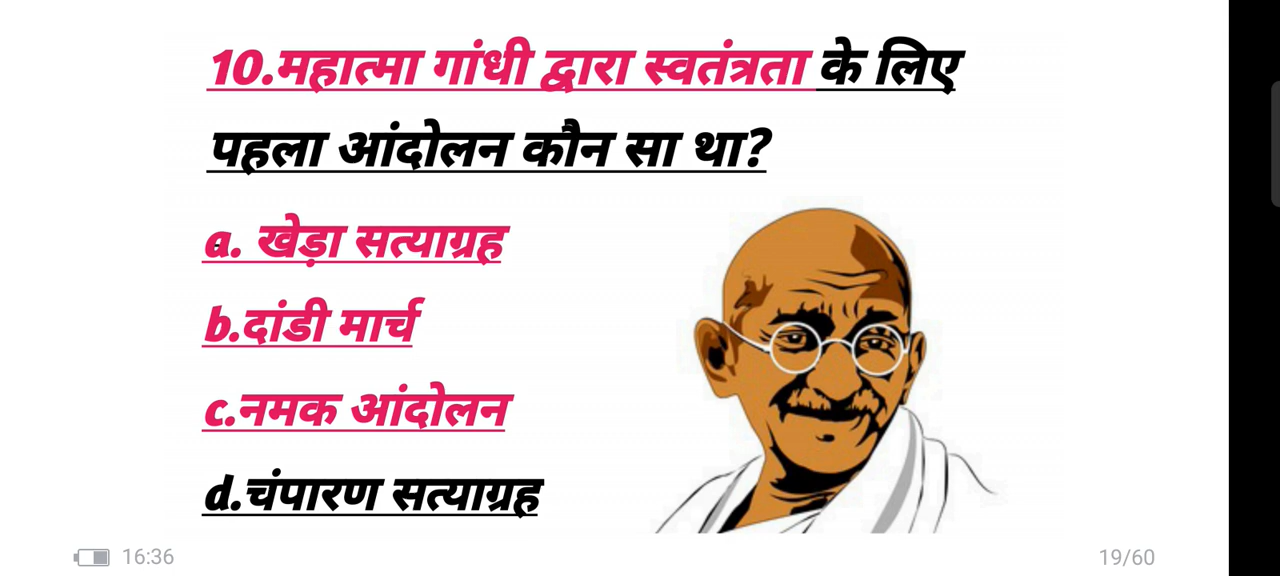 10.महात्मा गांधी द्वारा स्वतंत्रता के लिए
पहला आंदोलन कौन सा था?
a. खेड़ा सत्याग्रह
b.दांडी मार्च
c.नमक आंदोलन
d.चंपारण सत्याग्रह
16:36
19/60